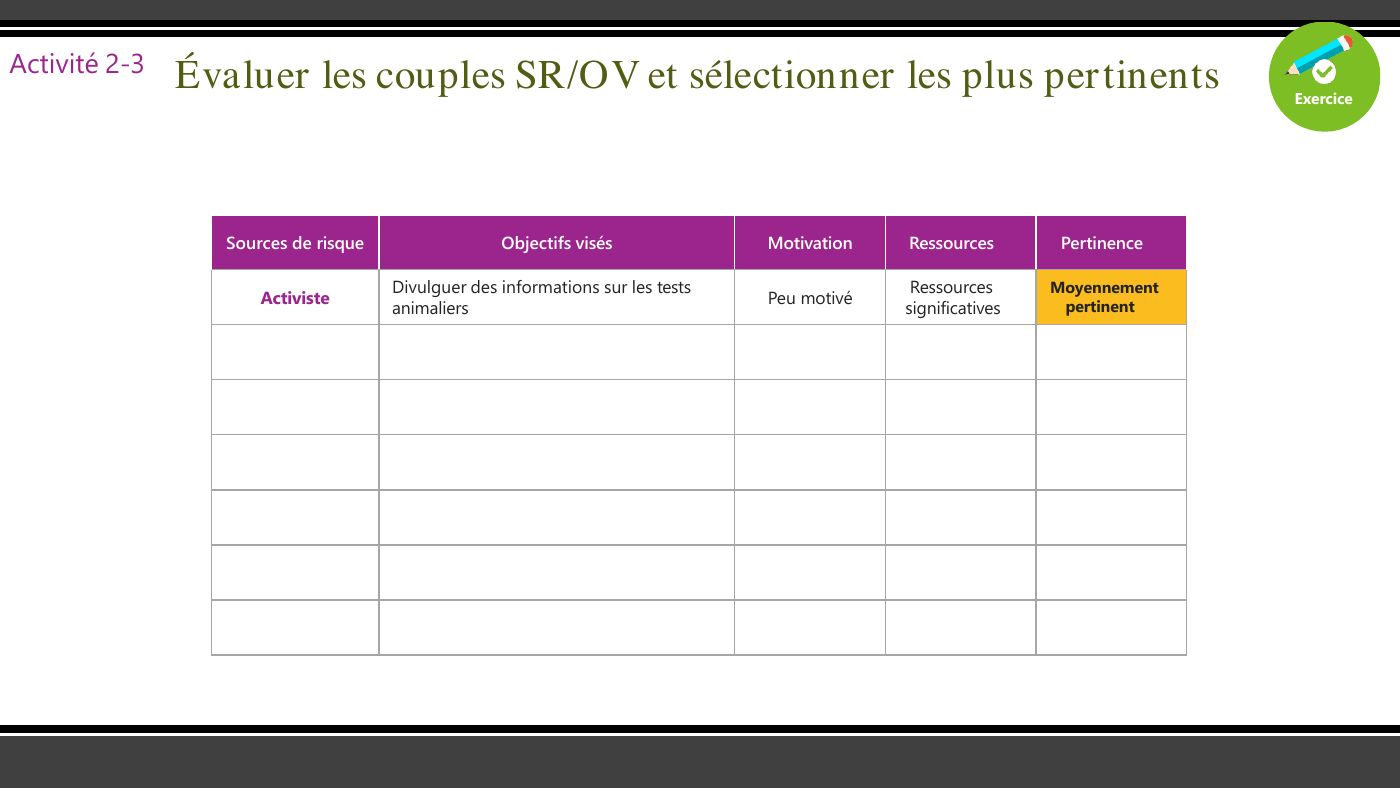 Activité 2-3
Évaluer les couples SR/OV et sélectionner les plus pertinents
Exercice
Sources de risque
Objectifs visés
Motivation
Ressources
Pertinence
Activiste
Divulguer des informations sur les tests
animaliers
Peu motivé
Ressources
significatives
Moyennement
pertinent